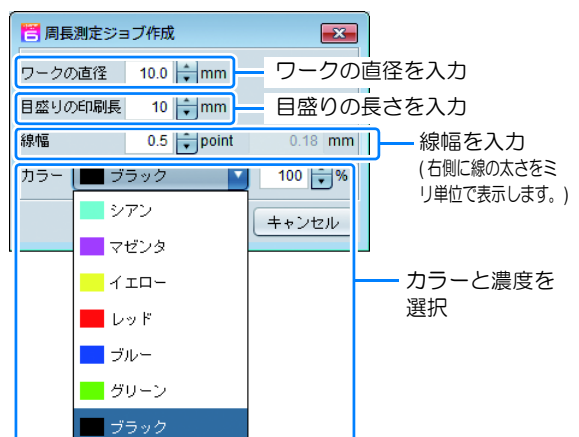 周長測定ジョブ作成
ワークの直径 10.0 mm ワークの直径を入力
目盛りの印刷長 10 mm 目盛りの長さを入力
線幅 0.5 point 0.18 mm 線幅を入力
(右側に線の太さをミ
リ単位で表示します。)
カラー ブラック 100 %
シアン
キャンセル
マゼンタ
イエロー
カラーと濃度を
選択
レッド
ブルー
グリーン
ブラック